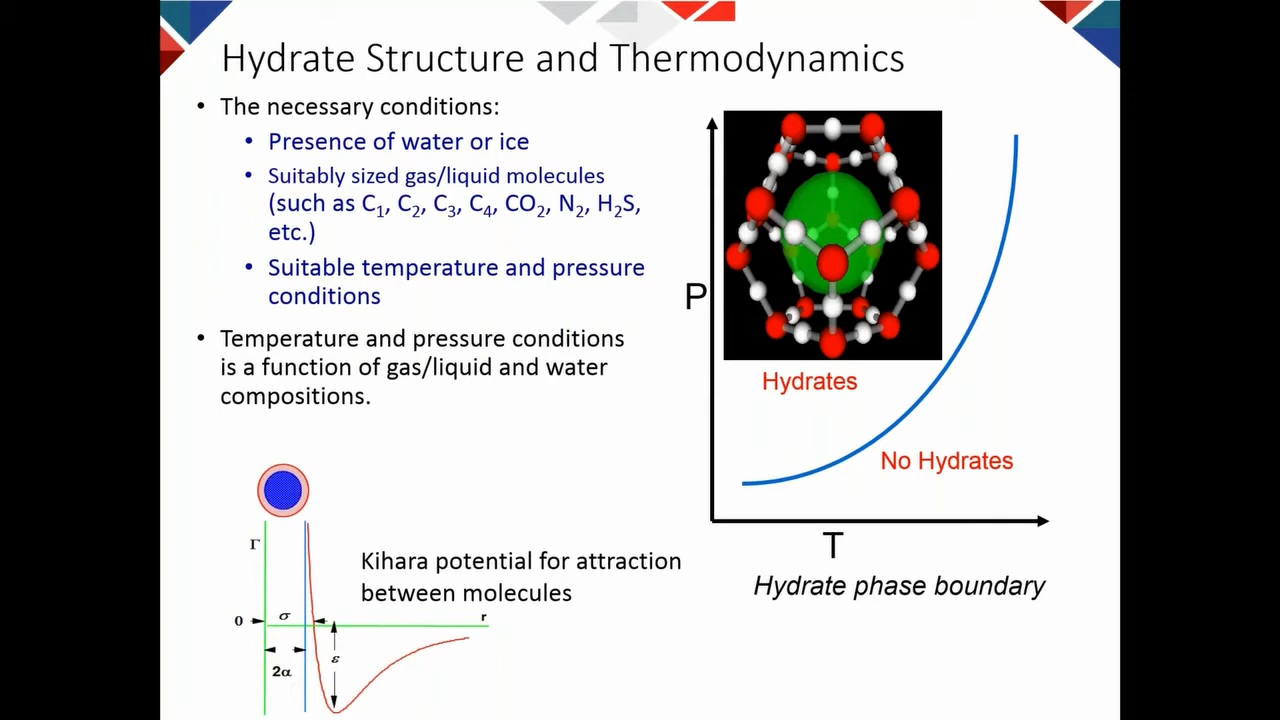 Hydrate Structure and Thermodynamics
• The necessary conditions:
• Presence of water or ice
• Suitably sized gas/liquid molecules
(such as C₁, C₂, C₃, C₄, CO₂, N₂, H₂S,
etc.)
• Suitable temperature and pressure
conditions
• Temperature and pressure conditions
is a function of gas/liquid and water
compositions.
P
Hydrates
No Hydrates
T
Hydrate phase boundary
Γ
Kihara potential for attraction
between molecules
0
σ
r
ε
2α